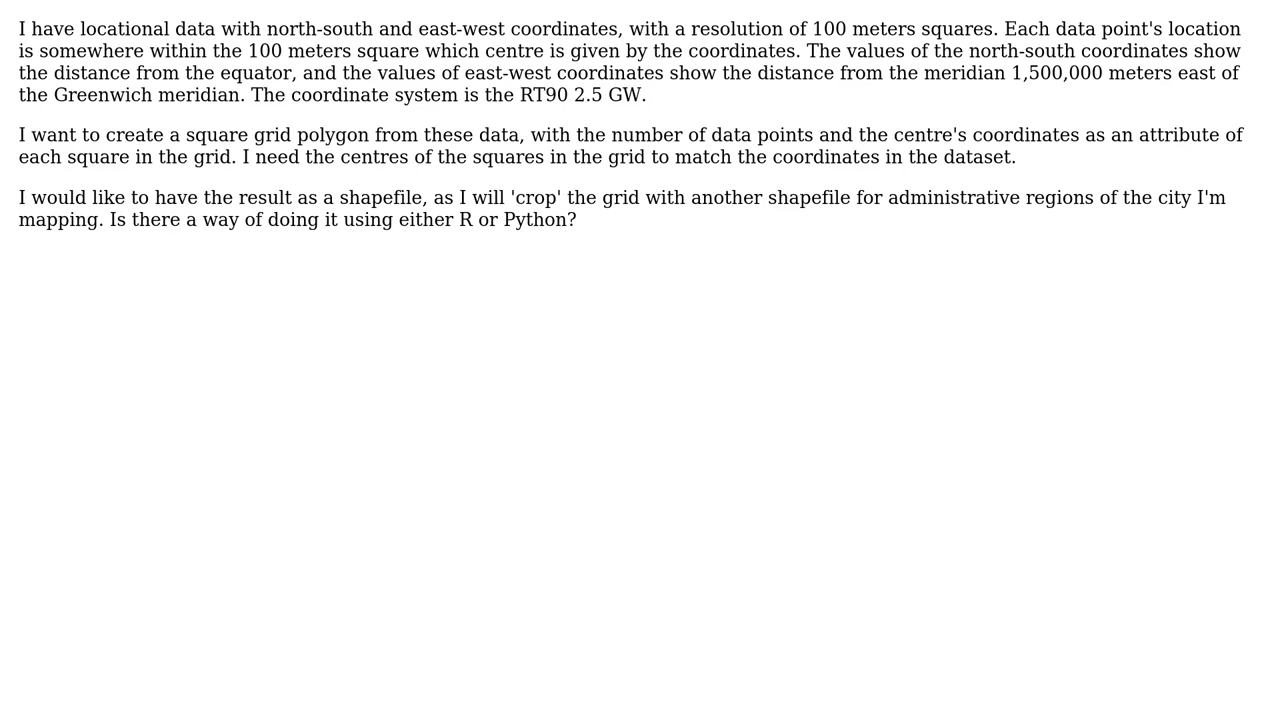 I have locational data with north-south and east-west coordinates, with a resolution of 100 meters squares. Each data point's location
is somewhere within the 100 meters square which centre is given by the coordinates. The values of the north-south coordinates show
the distance from the equator, and the values of east-west coordinates show the distance from the meridian 1,500,000 meters east of
the Greenwich meridian. The coordinate system is the RT90 2.5 GW.
I want to create a square grid polygon from these data, with the number of data points and the centre's coordinates as an attribute of
each square in the grid. I need the centres of the squares in the grid to match the coordinates in the dataset.
I would like to have the result as a shapefile, as I will 'crop' the grid with another shapefile for administrative regions of the city I'm
mapping. Is there a way of doing it using either R or Python?